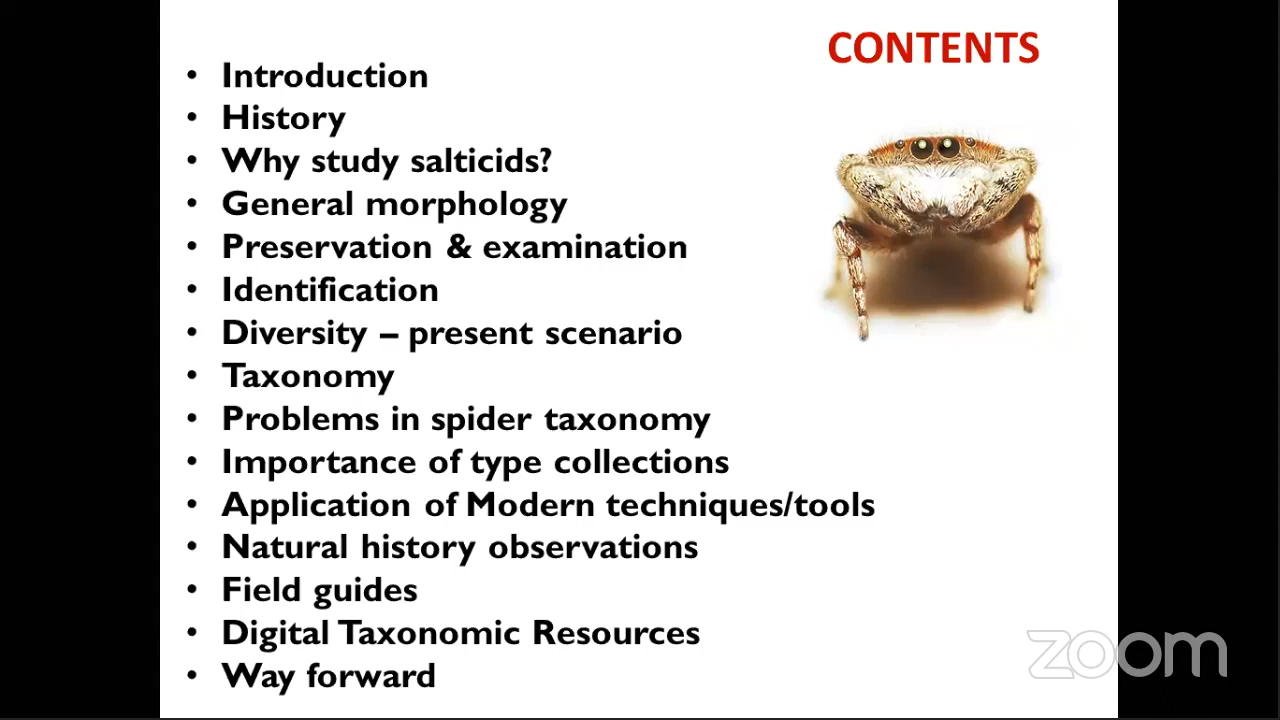 CONTENTS
• Introduction
• History
• Why study salticids?
• General morphology
• Preservation & examination
• Identification
• Diversity – present scenario
• Taxonomy
• Problems in spider taxonomy
• Importance of type collections
• Application of Modern techniques/tools
• Natural history observations
• Field guides
• Digital Taxonomic Resources
• Way forward
zoom